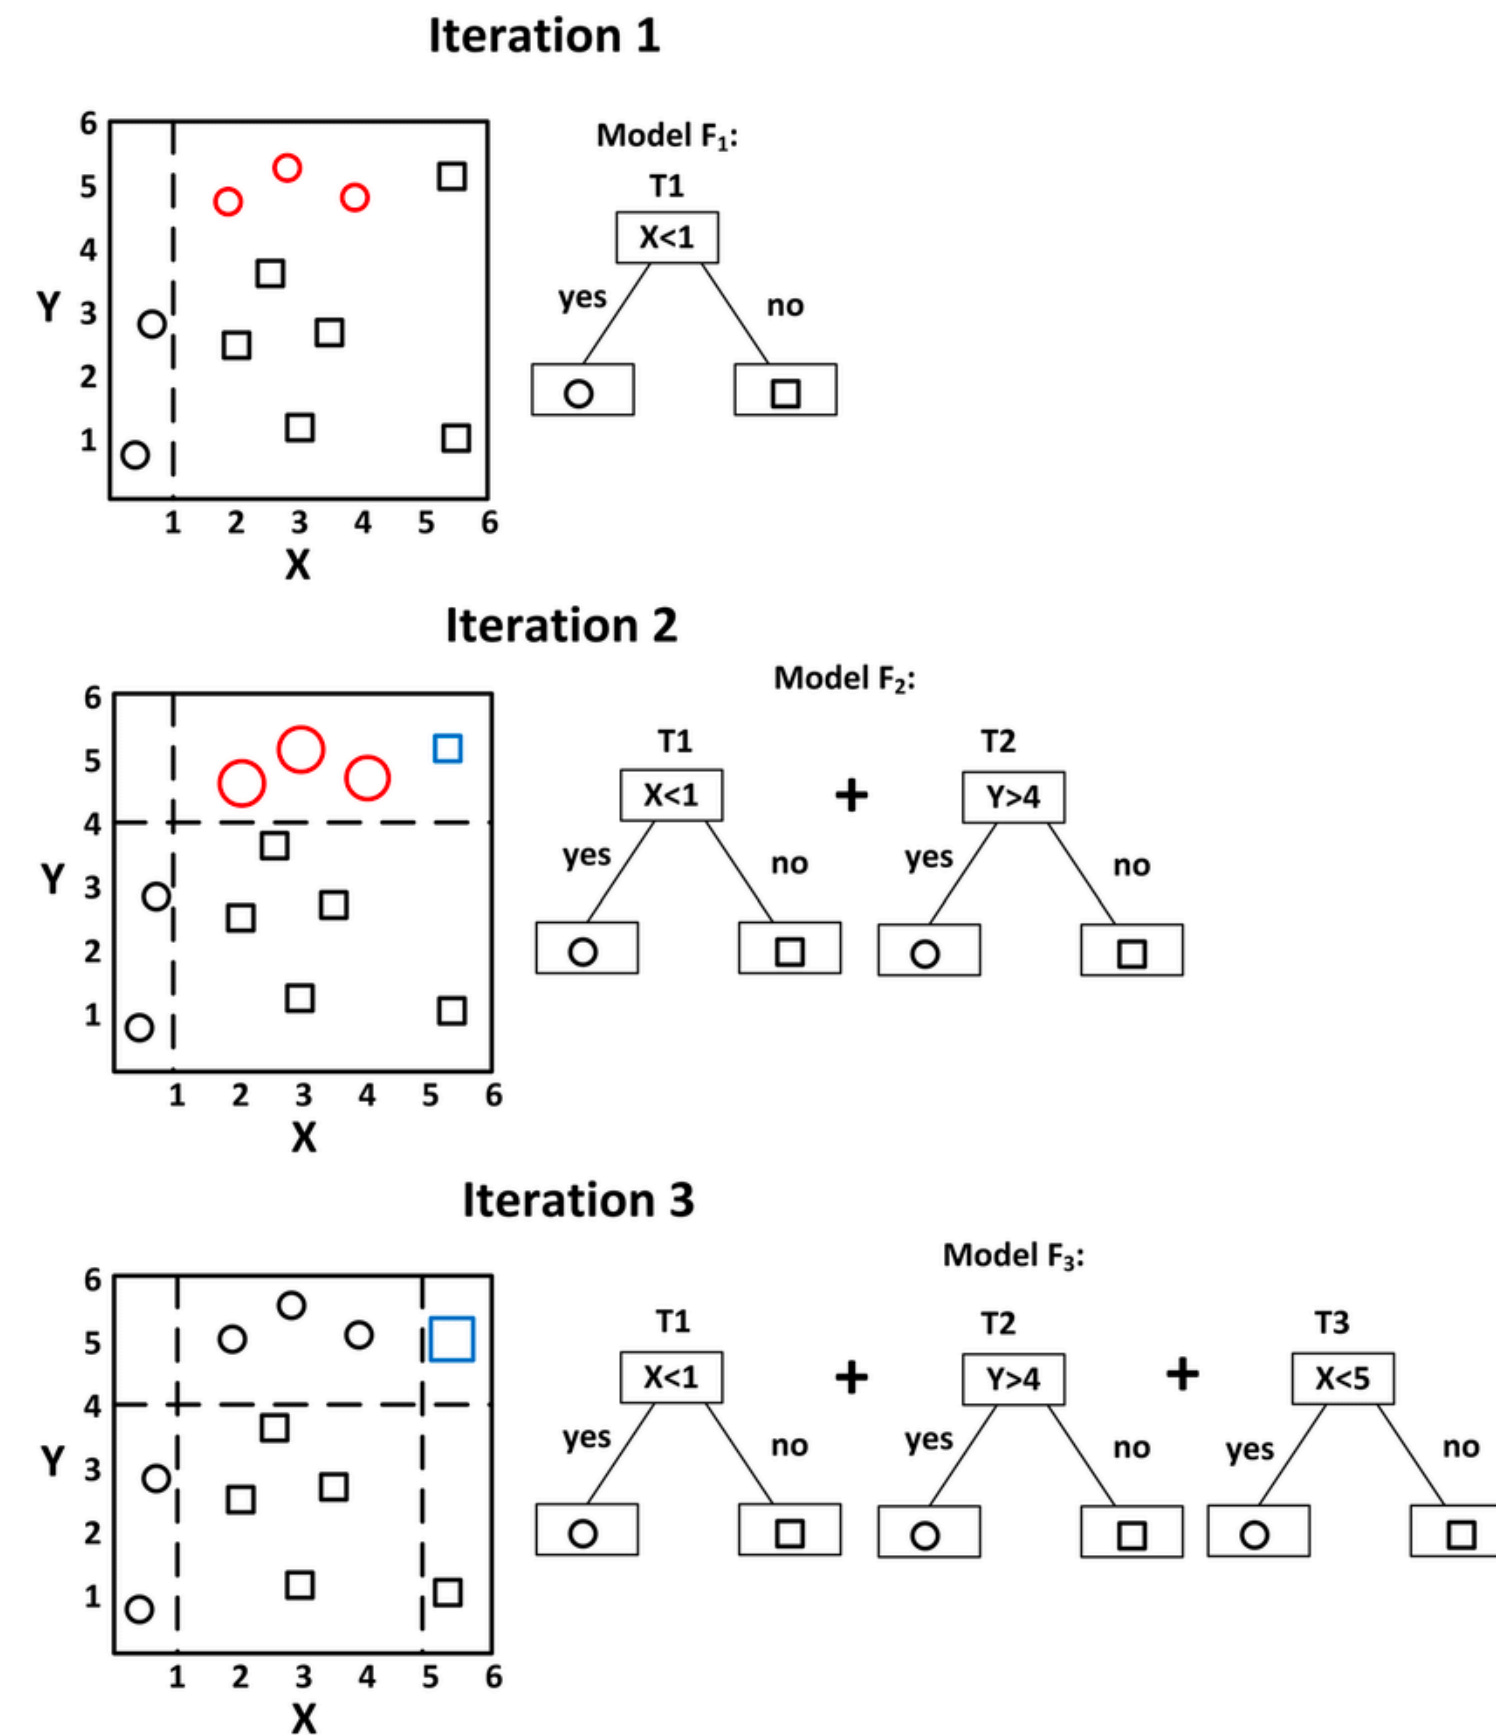 Iteration 1
Model F₁:
T1
X<1
yes
no
6
5
4
Y 3
2
1
1 2 3 4 5 6
X
Iteration 2
Model F₂:
T1 T2
X<1 + Y>4
yes no yes no
6
5
4
Y 3
2
1
1 2 3 4 5 6
X
Iteration 3
Model F₃:
T1 T2 T3
X<1 + Y>4 + X<5
yes no yes no yes no
6
5
4
Y 3
2
1
1 2 3 4 5 6
X